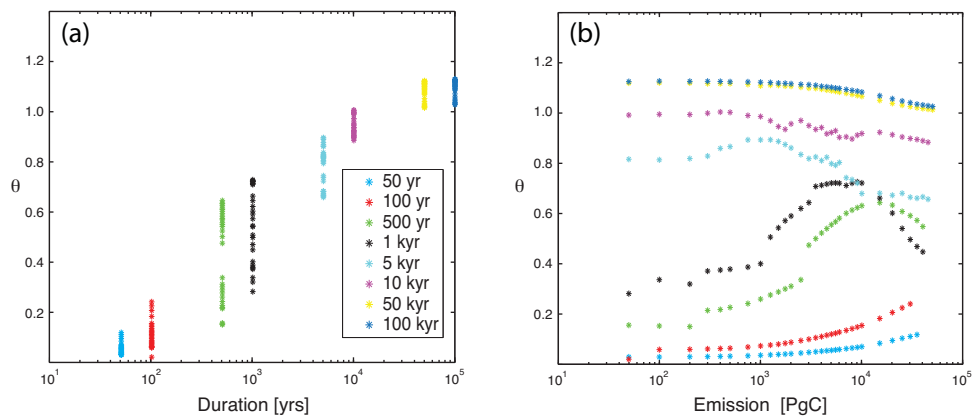 (a)
1.2
1.0
0.8
θ
0.6
0.4
0.2
50 yr
100 yr
500 yr
1 kyr
5 kyr
10 kyr
50 kyr
100 kyr
10¹ 10² 10³ 10⁴ 10⁵
Duration [yrs]
(b)
1.2
1.0
0.8
θ
0.6
0.4
0.2
10¹ 10² 10³ 10⁴ 10⁵
Emission [PgC]